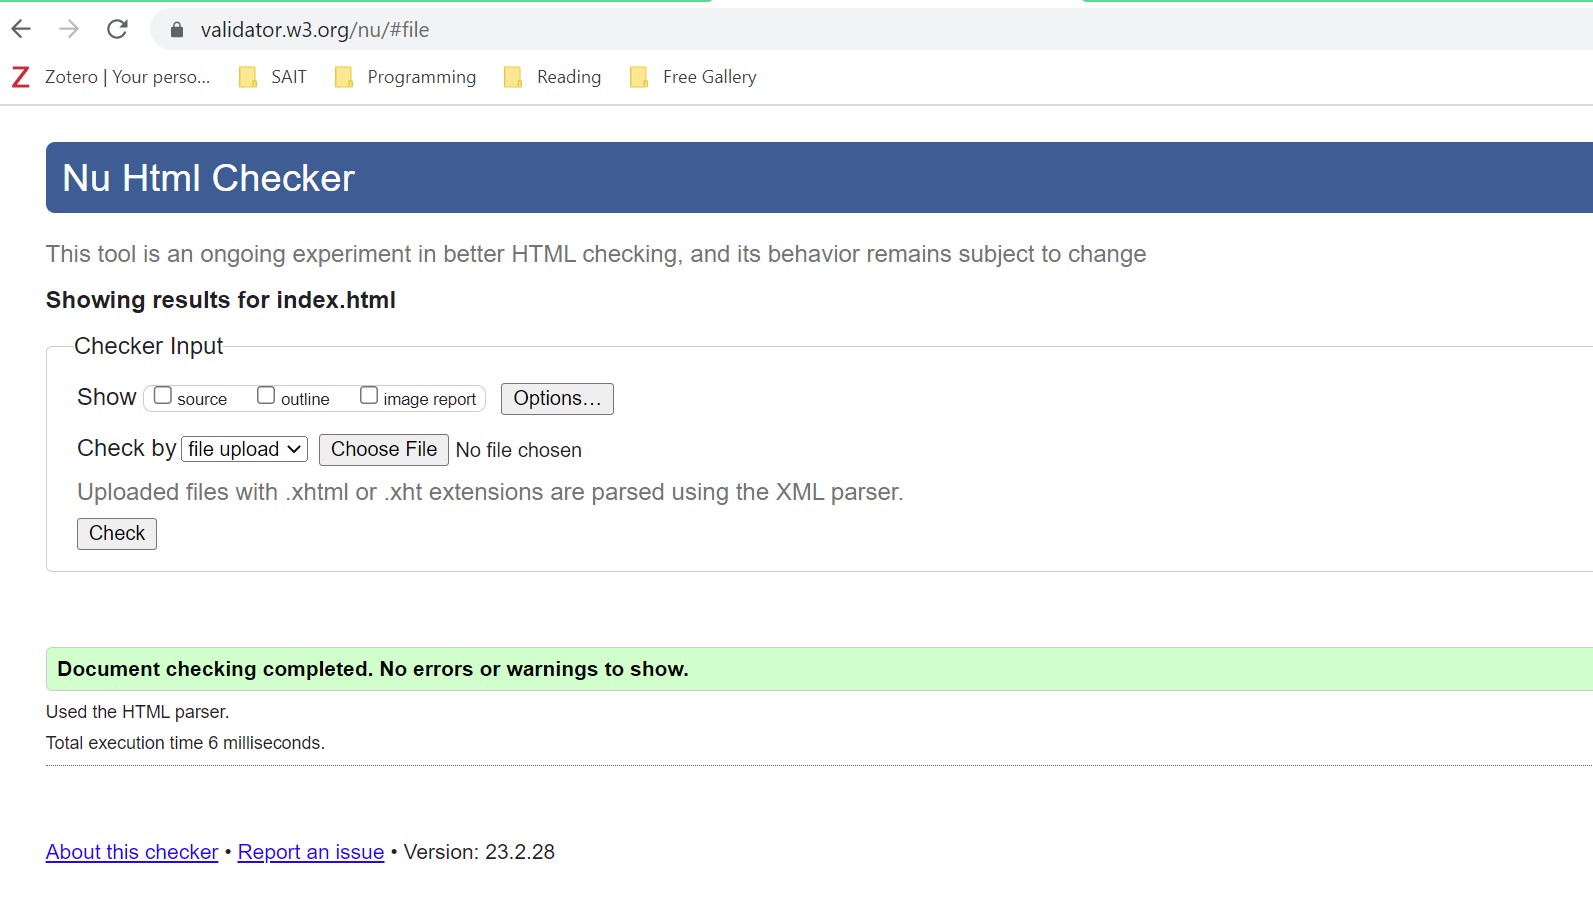 validator.w3.org/nu/#file
Z Zotero | Your perso... SAIT Programming Reading Free Gallery
Nu Html Checker
This tool is an ongoing experiment in better HTML checking, and its behavior remains subject to change
Showing results for index.html
Checker Input
Show source outline image report Options...
Check by file upload Choose File No file chosen
Uploaded files with .xhtml or .xht extensions are parsed using the XML parser.
Check
Document checking completed. No errors or warnings to show.
Used the HTML parser.
Total execution time 6 milliseconds.
About this checker • Report an issue • Version: 23.2.28